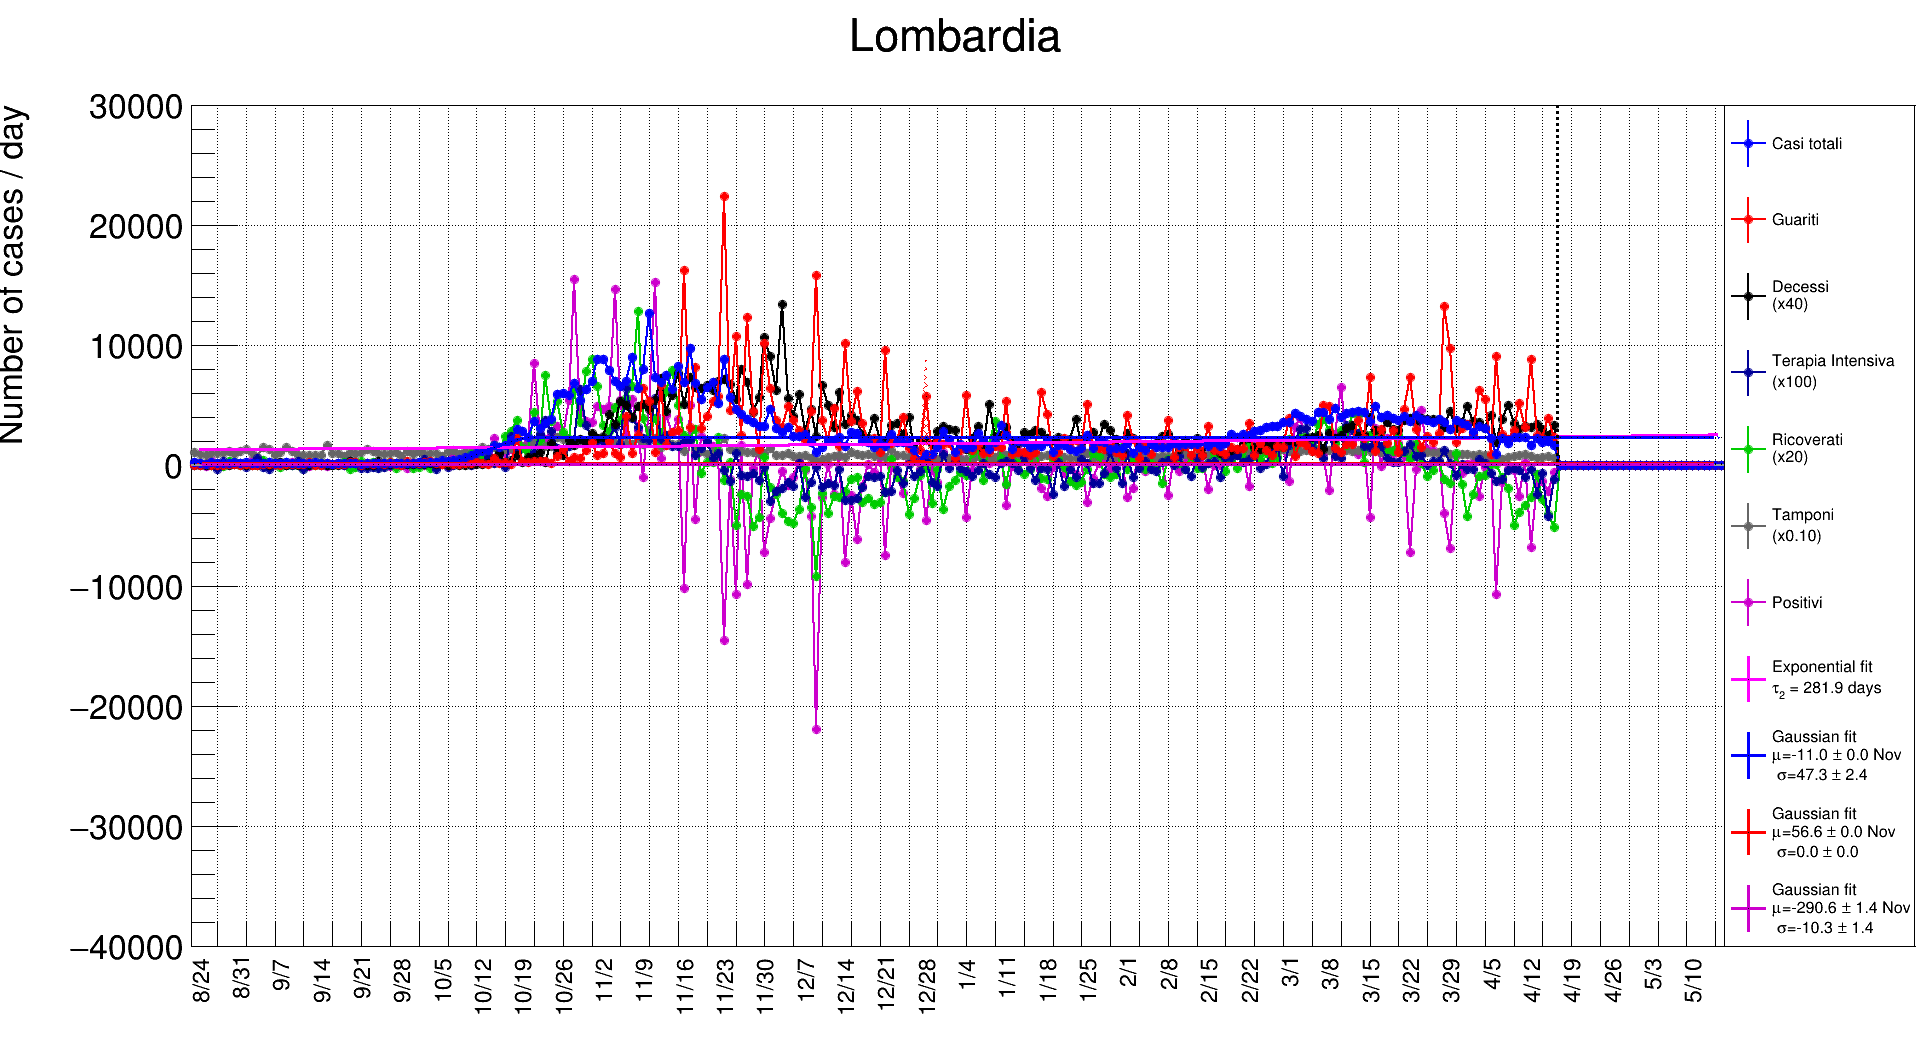 Lombardia
Number of cases / day
30000
20000
10000
0
−10000
−20000
−30000
−40000
8/24 8/31 9/7 9/14 9/21 9/28 10/5 10/12 10/19 10/26 11/2 11/9 11/16 11/23 11/30 12/7 12/14 12/21 12/28 1/4 1/11 1/18 1/25 2/1 2/8 2/15 2/22 3/1 3/8 3/15 3/22 3/29 4/5 4/12 4/19 4/26 5/3 5/10
Casi totali
Guariti
Decessi
(x40)
Terapia Intensiva
(x100)
Ricoverati
(x20)
Tamponi
(x0.10)
Positivi
Exponential fit
τ2 = 281.9 days
Gaussian fit
μ=-11.0 ± 0.0 Nov
σ=47.3 ± 2.4
Gaussian fit
μ=56.6 ± 0.0 Nov
σ=0.0 ± 0.0
Gaussian fit
μ=-290.6 ± 1.4 Nov
σ=-10.3 ± 1.4